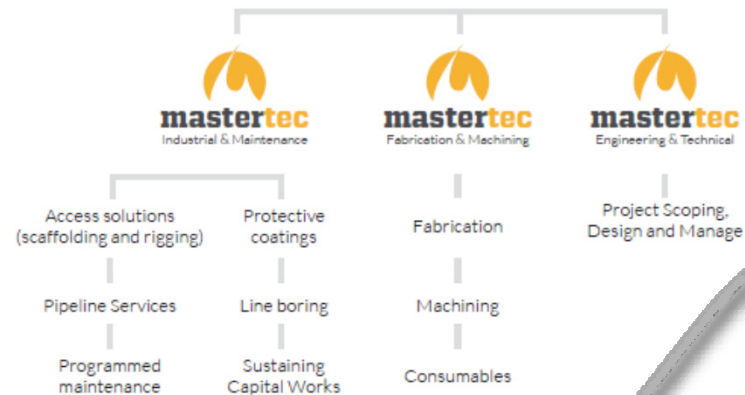 mastertec
Industrial & Maintenance
mastertec
Fabrication & Machining
mastertec
Engineering & Technical
Access solutions
(scaffolding and rigging)
Pipeline Services
Programmed
maintenance
Protective
coatings
Line boring
Sustaining
Capital Works
Fabrication
Machining
Consumables
Project Scoping,
Design and Manage